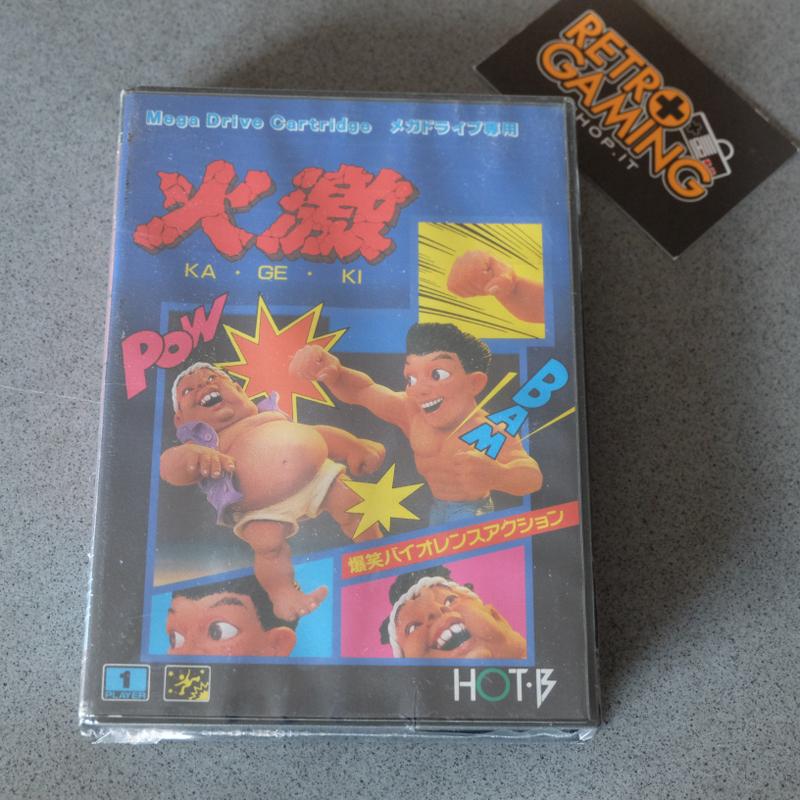 RETRO
GAMING
SHOP.IT
Mega Drive Cartridge メガドライブ専用
火激
KA・GE・KI
POW
BAM
爆笑バイオレンスアクション
1
PLAYER
HOT・B